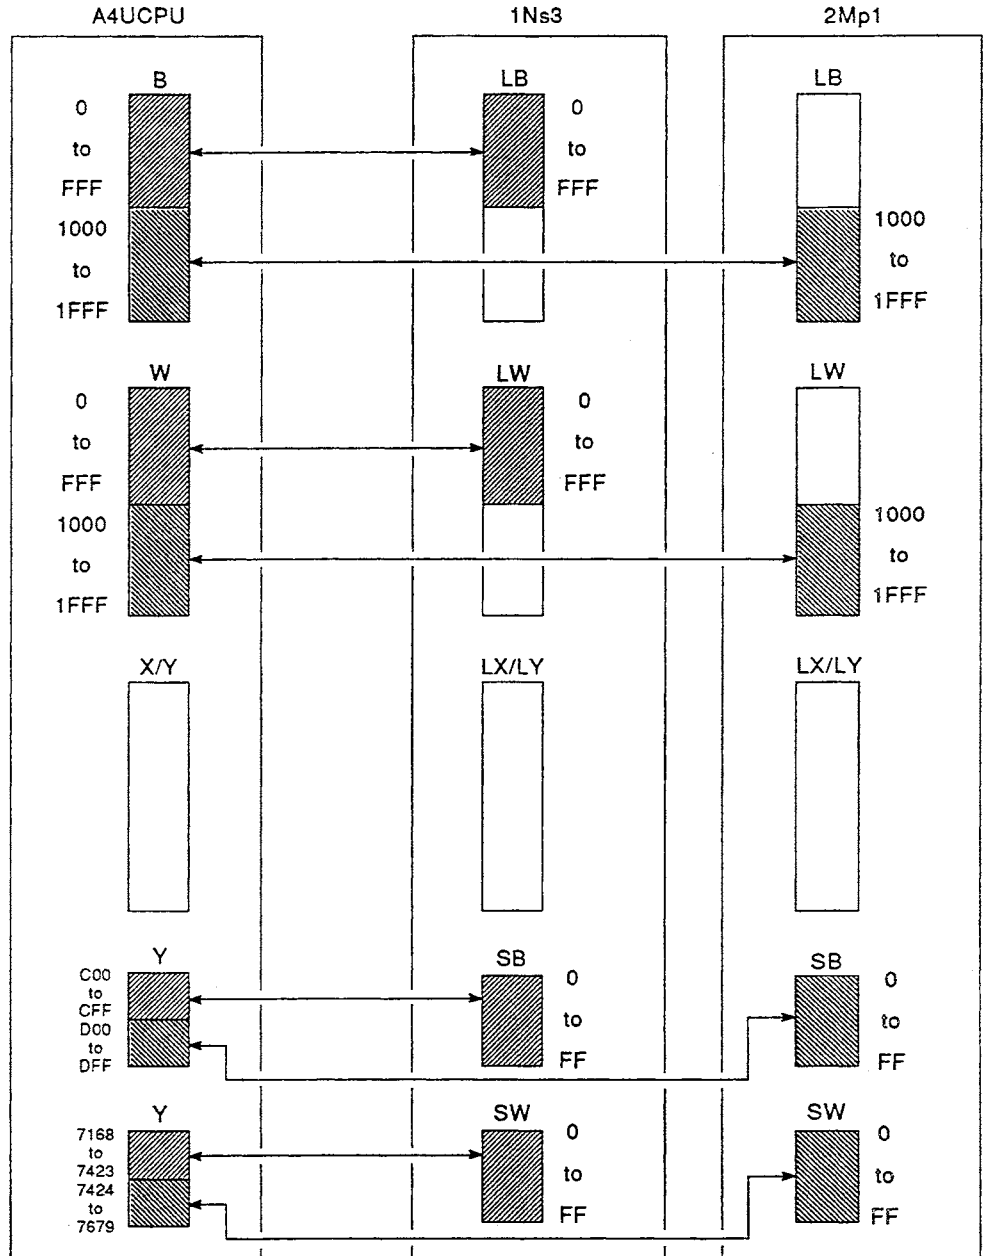 A4UCPU 1Ns3 2Mp1
B LB LB
0 0
to to
FFF FFF
1000 1000
to to
1FFF 1FFF
W LW LW
0 0
to to
FFF FFF
1000 1000
to to
1FFF 1FFF
X/Y LX/LY LX/LY
Y SB SB
C00 0 0
to
CFF
D00 to to
to
DFF FF FF
Y SW SW
7168 0 0
to
7423
7424 to to
to
7679 FF FF